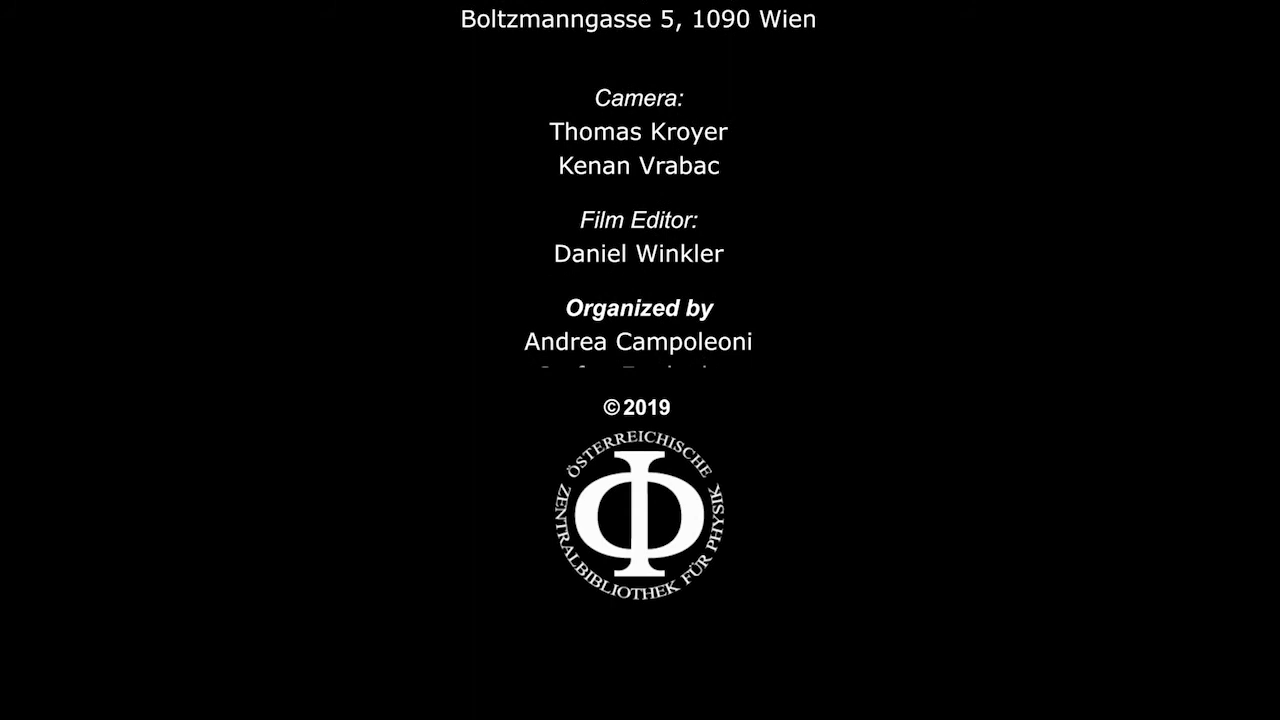 Boltzmanngasse 5, 1090 Wien
Camera:
Thomas Kroyer
Kenan Vrabac
Film Editor:
Daniel Winkler
Organized by
Andrea Campoleoni
© 2019
ÖSTERREICHISCHE
ZENTRALBIBLIOTHEK FÜR PHYSIK
Φ